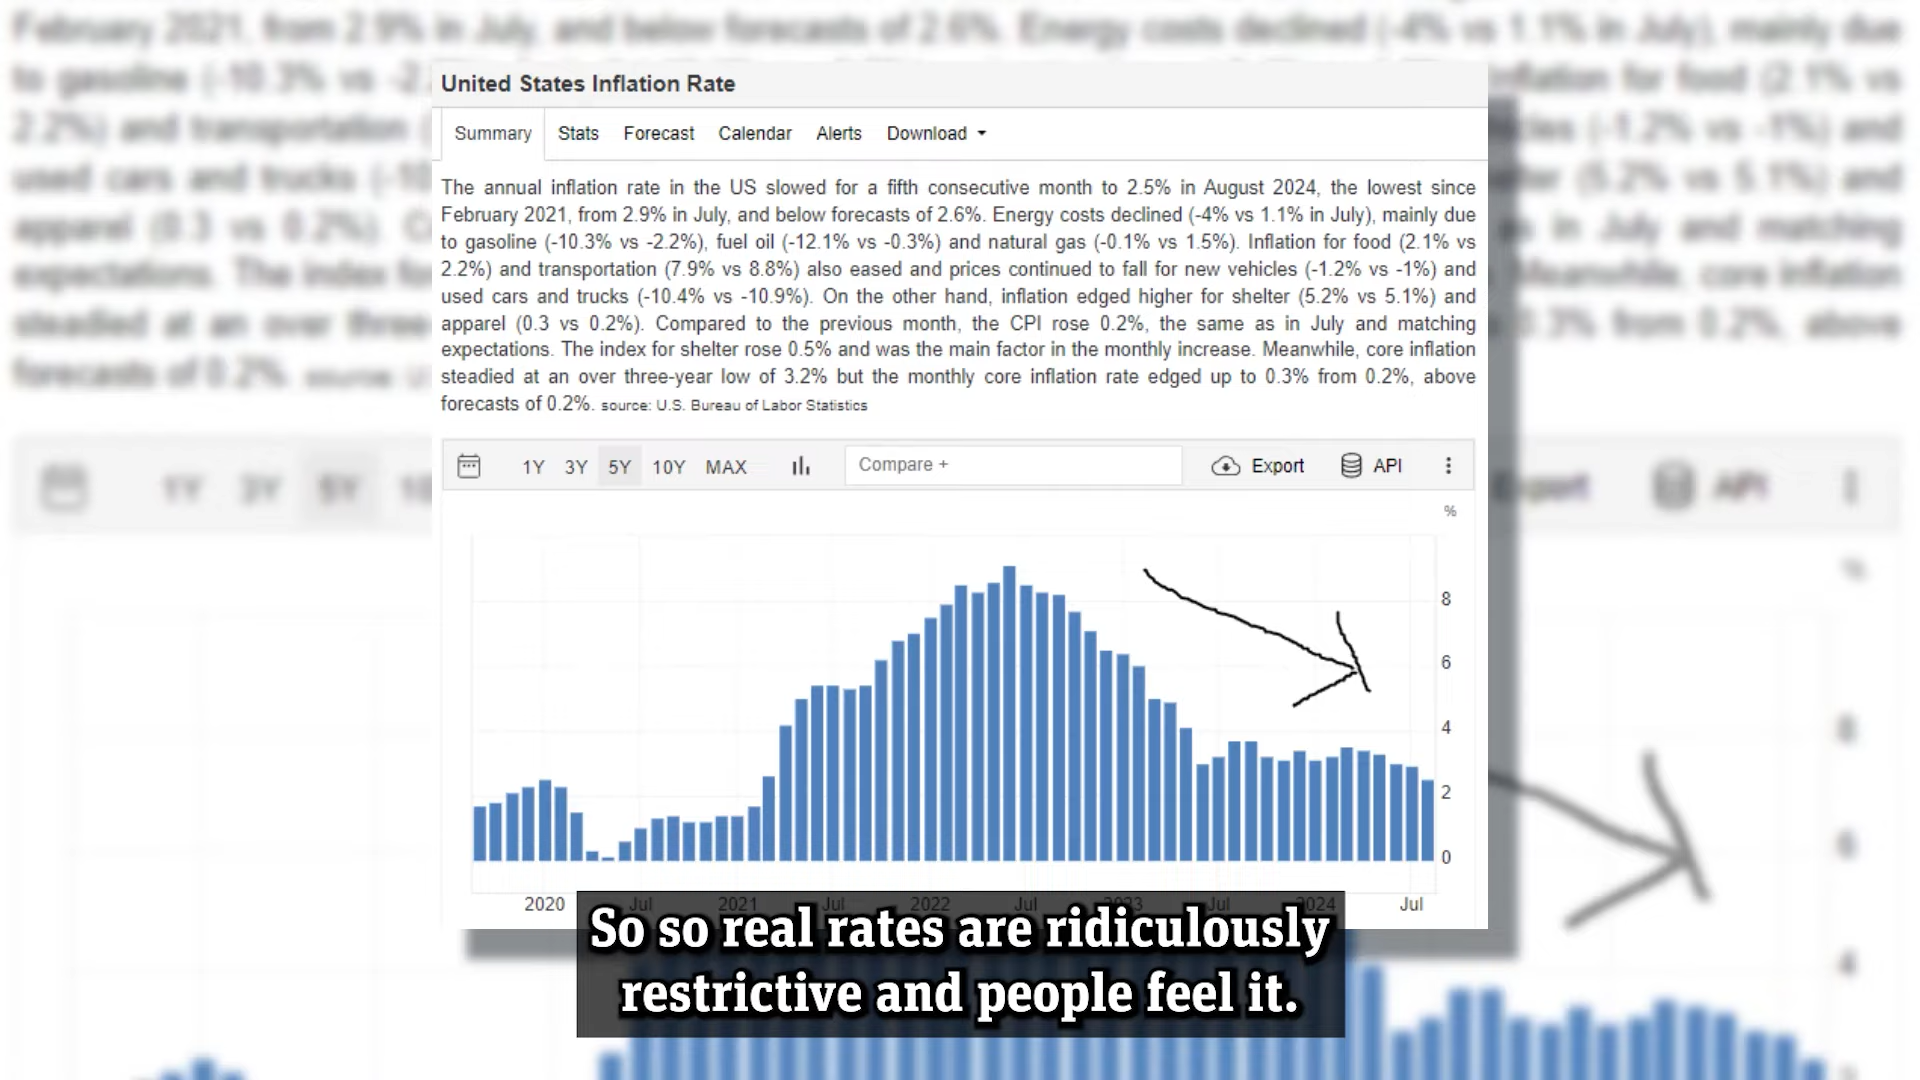 United States Inflation Rate
Summary Stats Forecast Calendar Alerts Download
The annual inflation rate in the US slowed for a fifth consecutive month to 2.5% in August 2024, the lowest since
February 2021, from 2.9% in July, and below forecasts of 2.6%. Energy costs declined (-4% vs 1.1% in July), mainly due
to gasoline (-10.3% vs -2.2%), fuel oil (-12.1% vs -0.3%) and natural gas (-0.1% vs 1.5%). Inflation for food (2.1% vs
2.2%) and transportation (7.9% vs 8.8%) also eased and prices continued to fall for new vehicles (-1.2% vs -1%) and
used cars and trucks (-10.4% vs -10.9%). On the other hand, inflation edged higher for shelter (5.2% vs 5.1%) and
apparel (0.3 vs 0.2%). Compared to the previous month, the CPI rose 0.2%, the same as in July and matching
expectations. The index for shelter rose 0.5% and was the main factor in the monthly increase. Meanwhile, core inflation
steadied at an over three-year low of 3.2% but the monthly core inflation rate edged up to 0.3% from 0.2%, above
forecasts of 0.2%. source: U.S. Bureau of Labor Statistics
1Y 3Y 5Y 10Y MAX Compare + Export API
%
8
6
4
2
0
2020 Jul 2021 Jul 2022 Jul 2023 Jul 2024 Jul
So so real rates are ridiculously
restrictive and people feel it.